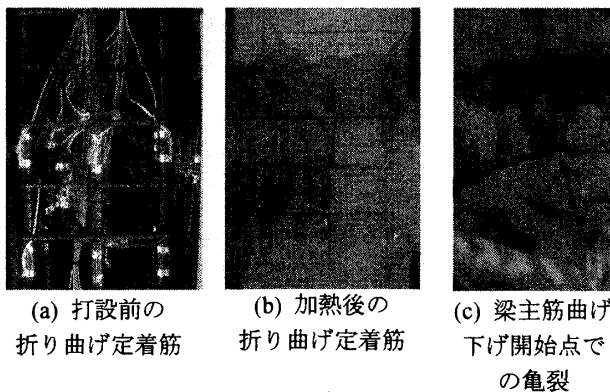 (a) 打設前の
折り曲げ定着筋
(b) 加熱後の
折り曲げ定着筋
(c) 梁主筋曲げ
下げ開始点で
の亀裂